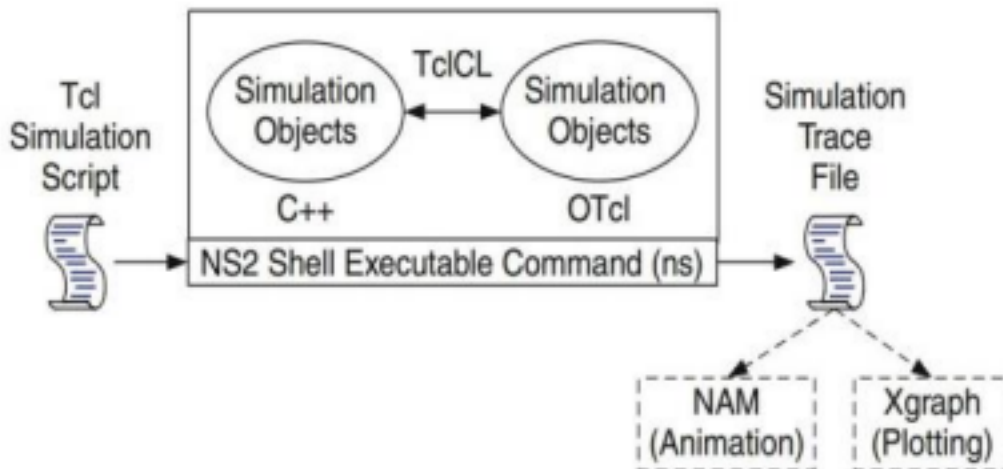 Tcl
Simulation
Script
TclCL
Simulation
Objects
Simulation
Objects
C++
OTcl
NS2 Shell Executable Command (ns)
Simulation
Trace
File
NAM
(Animation)
Xgraph
(Plotting)